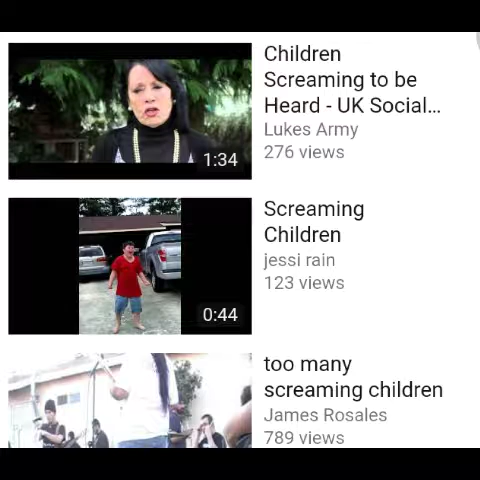 Children
Screaming to be
Heard - UK Social...
Lukes Army
276 views
1:34
Screaming
Children
jessi rain
123 views
0:44
too many
screaming children
James Rosales
789 views